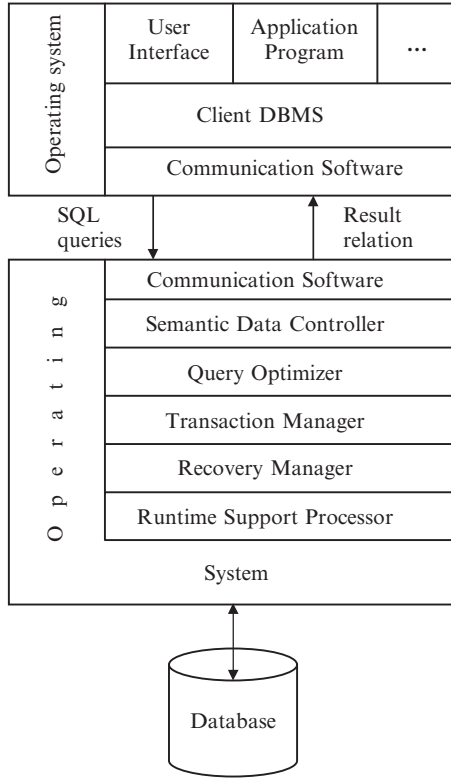 Operating system
User
Interface
Application
Program
...
Client DBMS
Communication Software
SQL
queries
Result
relation
Operating
Communication Software
Semantic Data Controller
Query Optimizer
Transaction Manager
Recovery Manager
Runtime Support Processor
System
Database